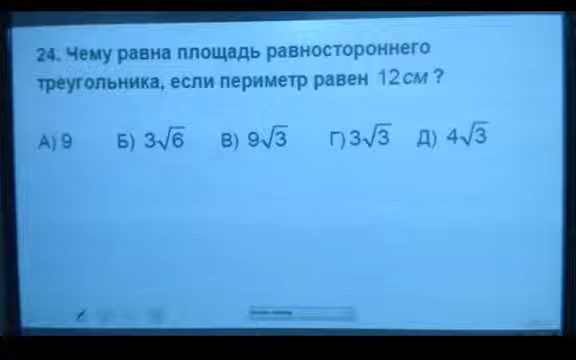 24. Чему равна площадь равностороннего
треугольника, если периметр равен 12см ?
А) 9 Б) 3√6 В) 9√3 Г) 3√3 Д) 4√3